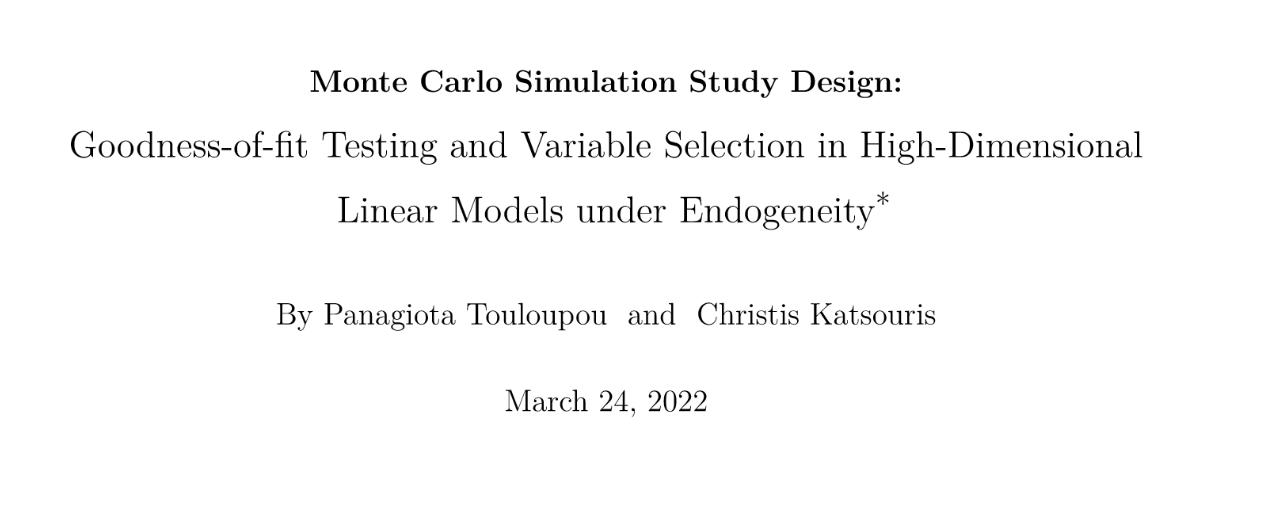 Monte Carlo Simulation Study Design:
Goodness-of-fit Testing and Variable Selection in High-Dimensional
Linear Models under Endogeneity*
By Panagiota Touloupou and Christis Katsouris
March 24, 2022